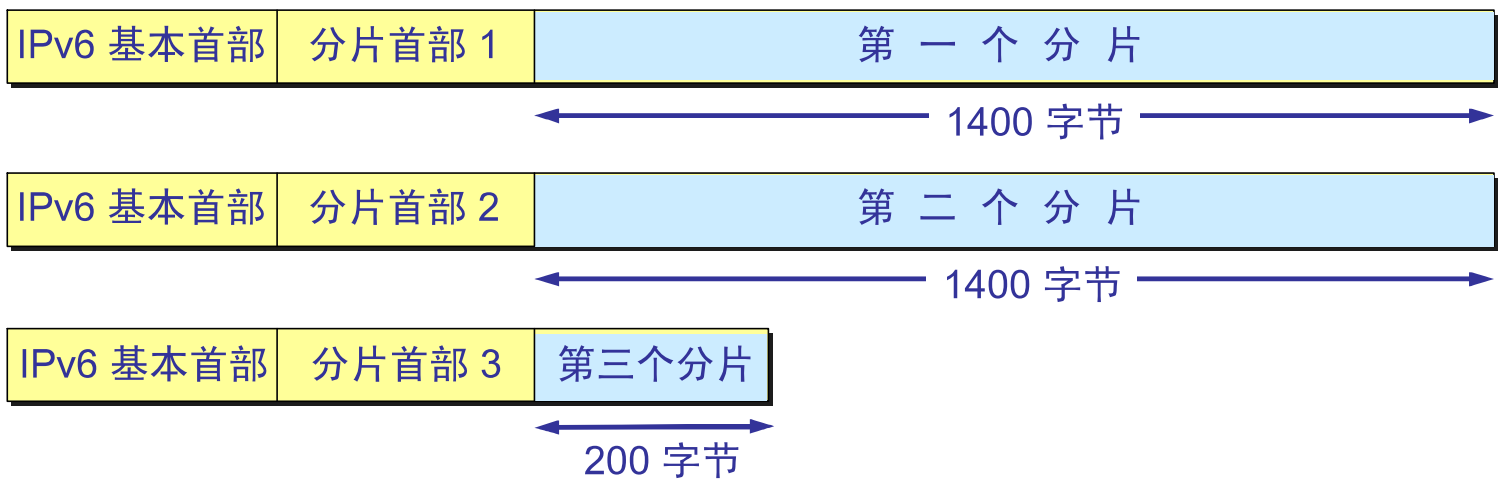 IPv6 基本首部 分片首部 1 第 一 个 分 片
1400 字节
IPv6 基本首部 分片首部 2 第 二 个 分 片
1400 字节
IPv6 基本首部 分片首部 3 第三个分片
200 字节